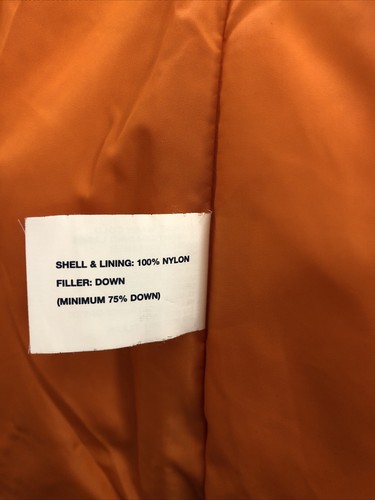 SHELL & LINING: 100% NYLON
FILLER: DOWN
(MINIMUM 75% DOWN)